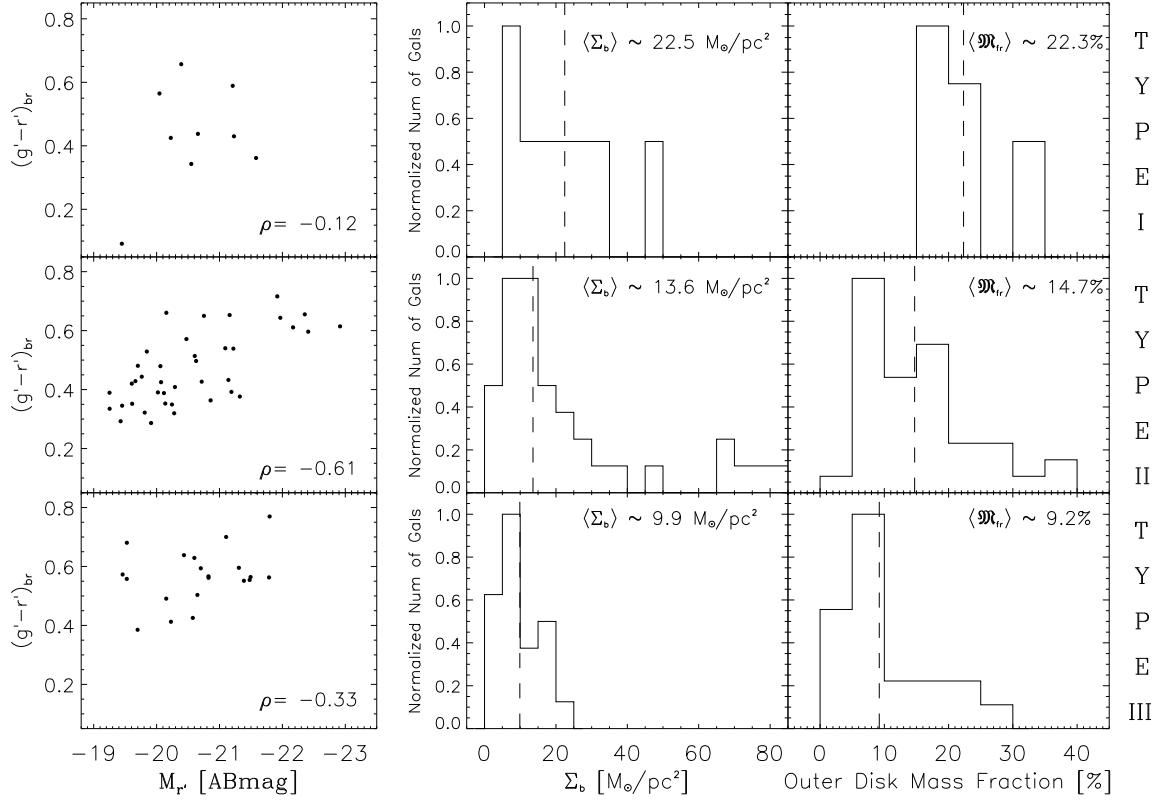 0.8
0.6
0.4
0.2
(g'−r')br
ρ= −0.12
1.0
0.8
0.6
0.4
0.2
0.0
Normalized Num of Gals
⟨Σb⟩ ~ 22.5 M⊙/pc²
⟨𝔐fr⟩ ~ 22.3%
T
Y
P
E
I
0.8
0.6
0.4
0.2
(g'−r')br
ρ= −0.61
1.0
0.8
0.6
0.4
0.2
0.0
Normalized Num of Gals
⟨Σb⟩ ~ 13.6 M⊙/pc²
⟨𝔐fr⟩ ~ 14.7%
T
Y
P
E
II
0.8
0.6
0.4
0.2
(g'−r')br
ρ= −0.33
1.0
0.8
0.6
0.4
0.2
0.0
Normalized Num of Gals
⟨Σb⟩ ~ 9.9 M⊙/pc²
⟨𝔐fr⟩ ~ 9.2%
T
Y
P
E
III
−19 −20 −21 −22 −23
Mr' [ABmag]
0 20 40 60 80
Σb [M⊙/pc²]
0 10 20 30 40
Outer Disk Mass Fraction [%]